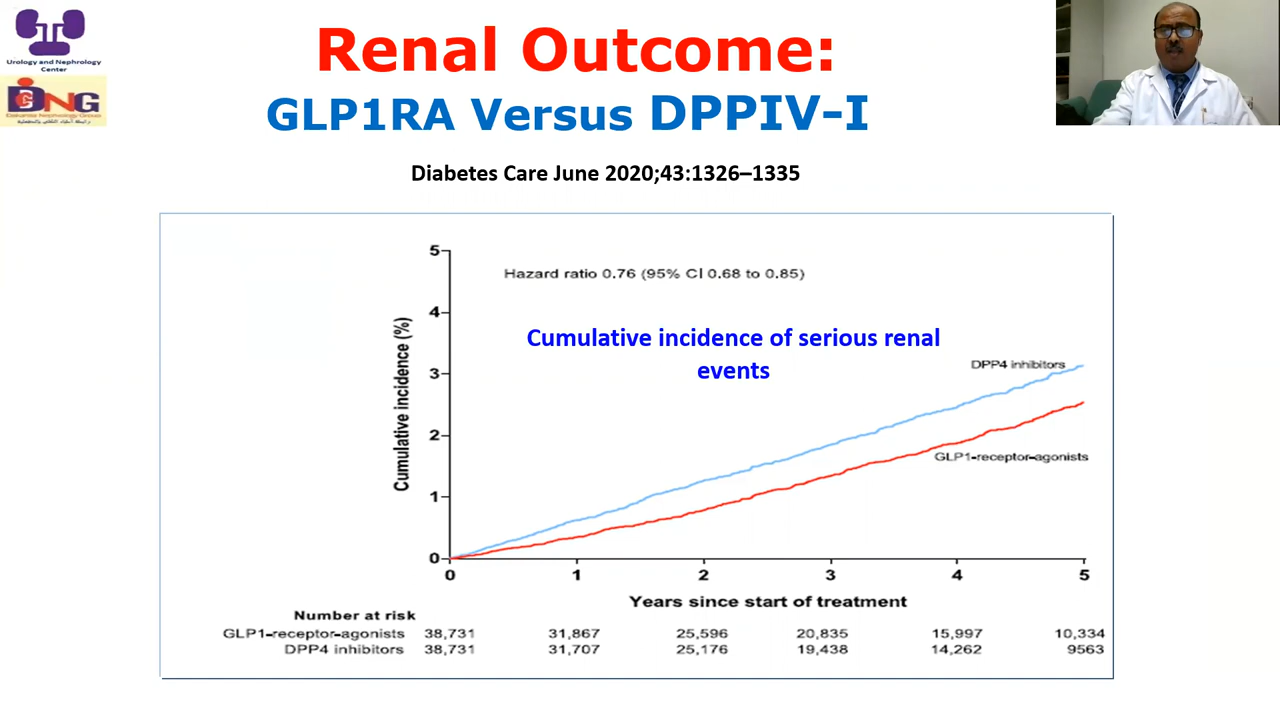 Urology and Nephrology
Center
DNG
Dakahlia Nephrology Group
Renal Outcome:
GLP1RA Versus DPPIV-I
Diabetes Care June 2020;43:1326–1335
5
Hazard ratio 0.76 (95% CI 0.68 to 0.85)
4
Cumulative incidence of serious renal
events
DPP4 inhibitors
3
Cumulative incidence (%)
2
GLP1-receptor-agonists
1
0
0 1 2 3 4 5
Years since start of treatment
Number at risk
GLP1-receptor-agonists 38,731 31,867 25,596 20,835 15,997 10,334
DPP4 inhibitors 38,731 31,707 25,176 19,438 14,262 9563